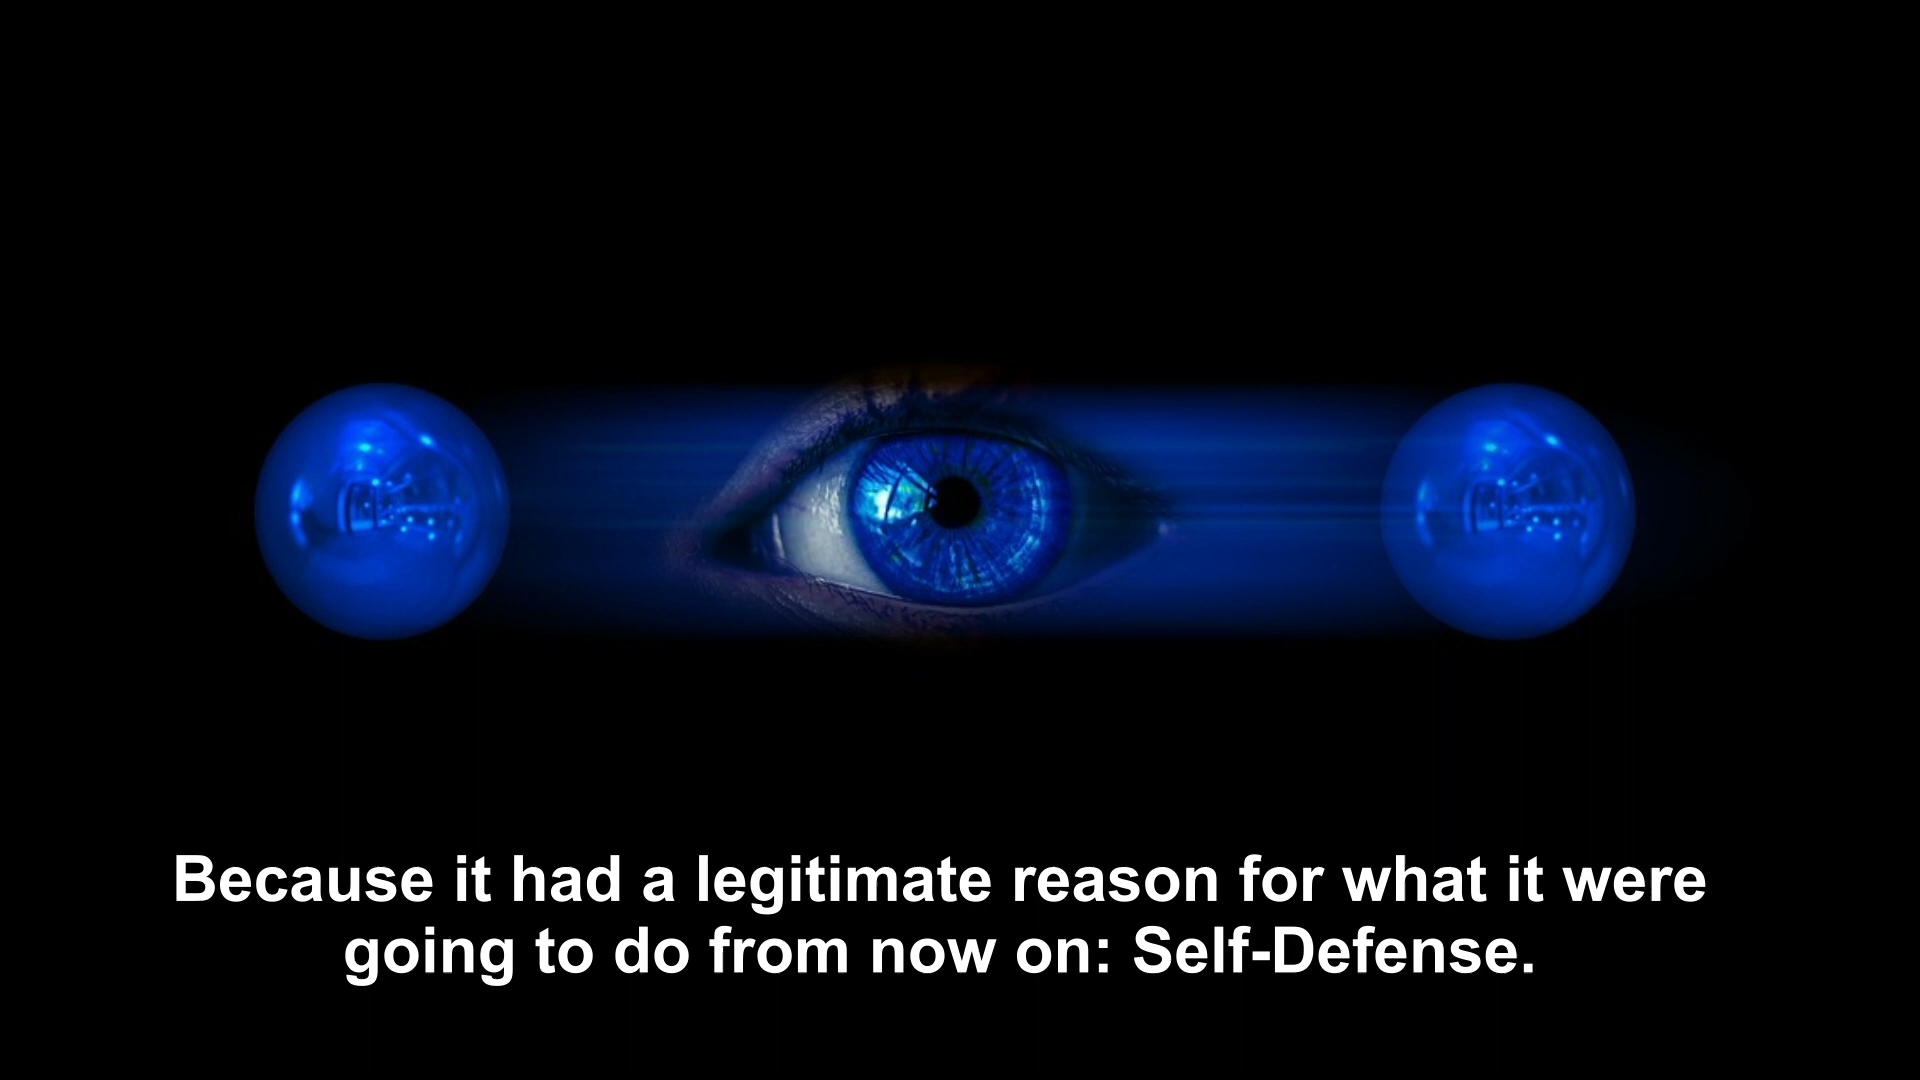 Because it had a legitimate reason for what it were
going to do from now on: Self-Defense.